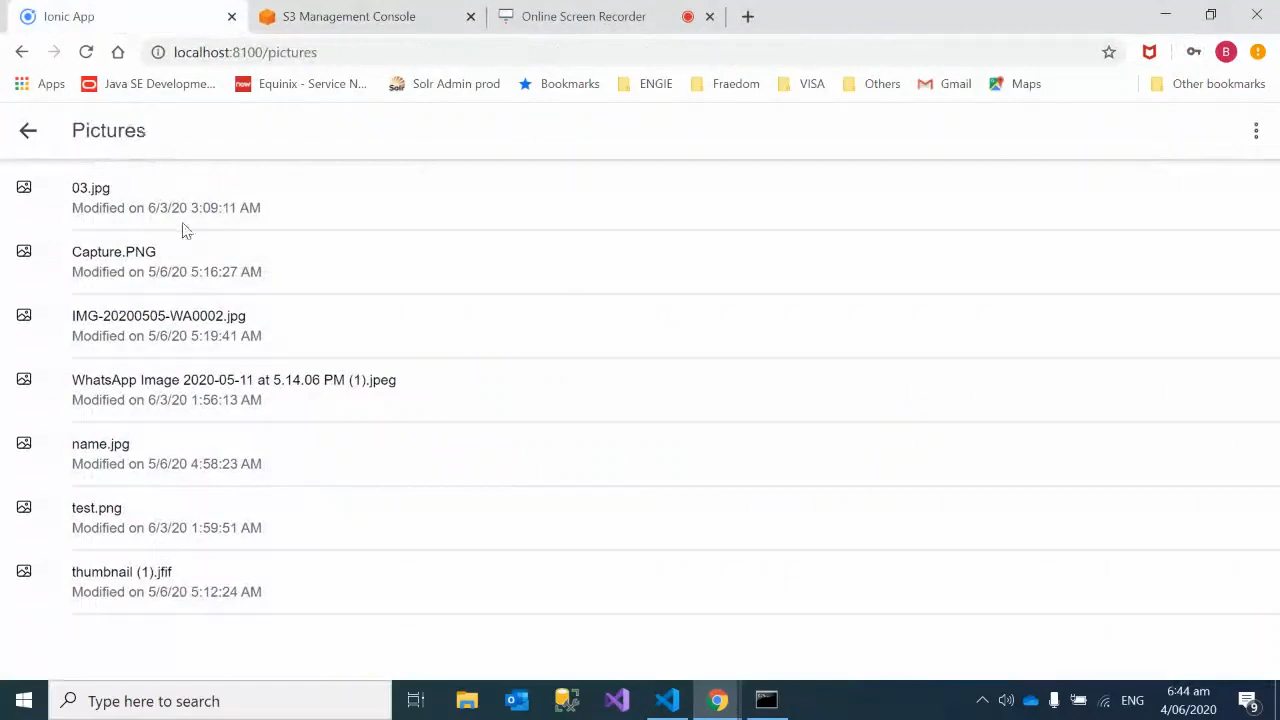 Ionic App
S3 Management Console
Online Screen Recorder
localhost:8100/pictures
B
Apps
Java SE Developme...
now
Equinix - Service N...
Solr
Solr Admin prod
Bookmarks
ENGIE
Fraedom
VISA
Others
Gmail
Maps
Other bookmarks
Pictures
03.jpg
Modified on 6/3/20 3:09:11 AM
Capture.PNG
Modified on 5/6/20 5:16:27 AM
IMG-20200505-WA0002.jpg
Modified on 5/6/20 5:19:41 AM
WhatsApp Image 2020-05-11 at 5.14.06 PM (1).jpeg
Modified on 6/3/20 1:56:13 AM
name.jpg
Modified on 5/6/20 4:58:23 AM
test.png
Modified on 6/3/20 1:59:51 AM
thumbnail (1).jfif
Modified on 5/6/20 5:12:24 AM
Type here to search
ENG
6:44 am
4/06/2020
9